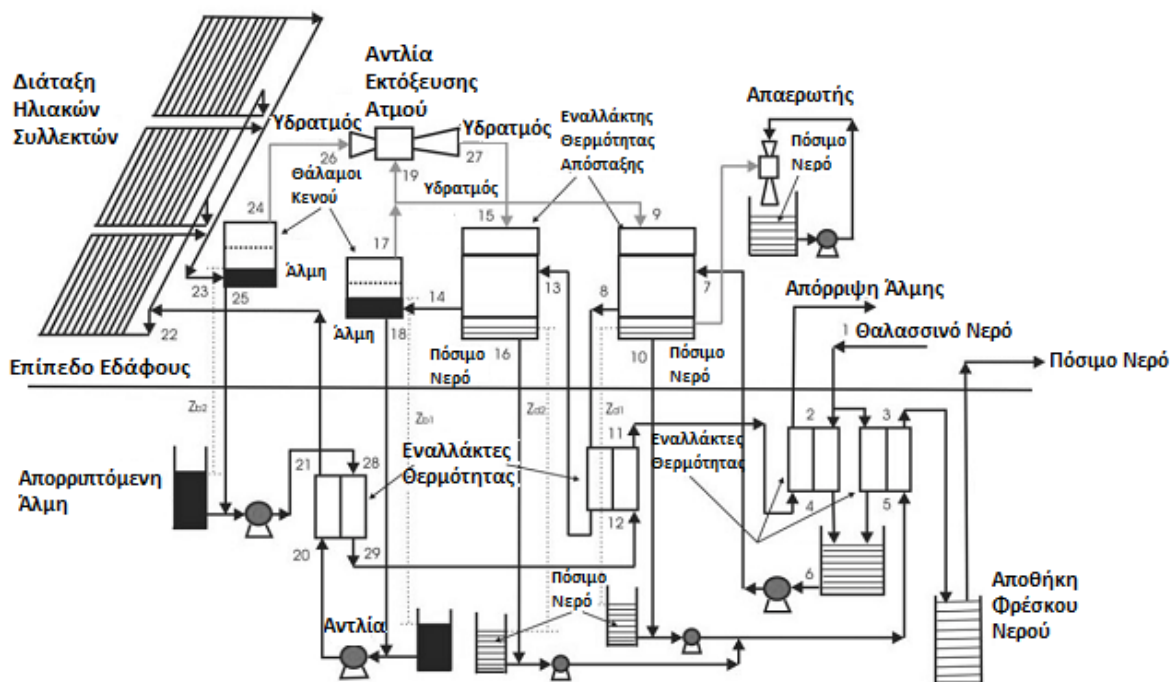 Διάταξη
Ηλιακών
Συλλεκτών
Αντλία
Εκτόξευσης
Ατμού
Υδρατμός
26
Υδρατμός
27
19
Υδρατμός
Εναλλάκτης
Θερμότητας
Απόσταξης
Απαερωτής
Πόσιμο
Νερό
Θάλαμοι
Κενού
24
17
15
9
Άλμη
23
25
22
14
Άλμη
18
13
8
7
16
Πόσιμο
Νερό
10
Πόσιμο
Νερό
Απόρριψη Άλμης
1 Θαλασσινό Νερό
Πόσιμο Νερό
Επίπεδο Εδάφους
Zb2
Zb1
Zd2
Zd1
2
3
Εναλλάκτες
Θερμότητας
4
5
11
12
Εναλλάκτες
Θερμότητας
21
28
20
29
Απορριπτόμενη
Άλμη
Αντλία
Πόσιμο
Νερό
6
Αποθήκη
Φρέσκου
Νερού